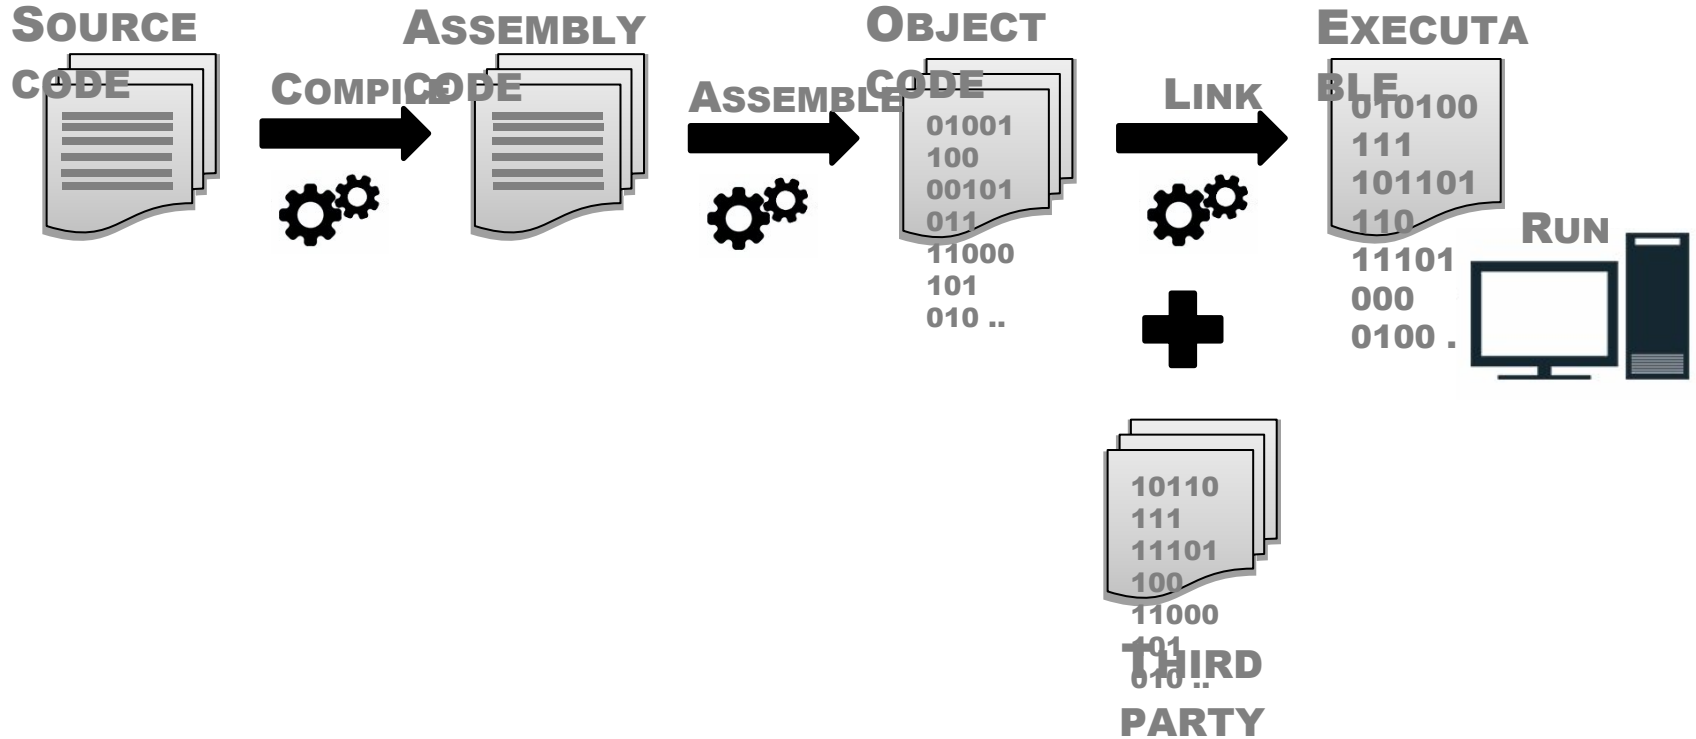 SOURCE
CODE
COMPILE
ASSEMBLY
CODE
ASSEMBLE
OBJECT
CODE
01001
100
00101
011
11000
101
010 ..
LINK
EXECUTA
BLE
010100
111
101101
110
11101
000
0100 .
RUN
10110
111
11101
100
11000
101
010 ..
THIRD
PARTY